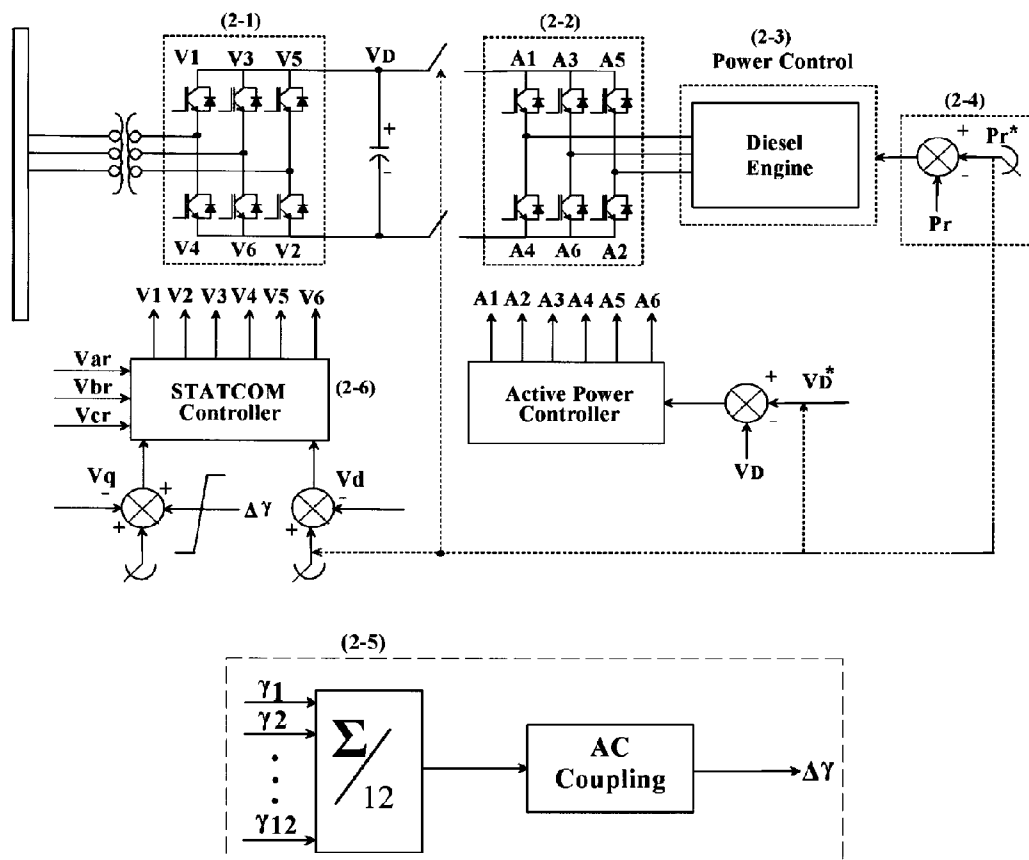 (2-1)
V1 V3 V5
VD
+
-
V4 V6 V2
(2-2)
A1 A3 A5
A4 A6 A2
(2-3)
Power Control
Diesel
Engine
(2-4)
Pr*
+
-
Pr
V1 V2 V3 V4 V5 V6
Var
Vbr
Vcr
STATCOM
Controller
(2-6)
Vq
-
+
+
Δγ
Vd
-
+
A1 A2 A3 A4 A5 A6
Active Power
Controller
+
VD*
-
VD
(2-5)
γ1
γ2
γ12
Σ/12
AC
Coupling
Δγ